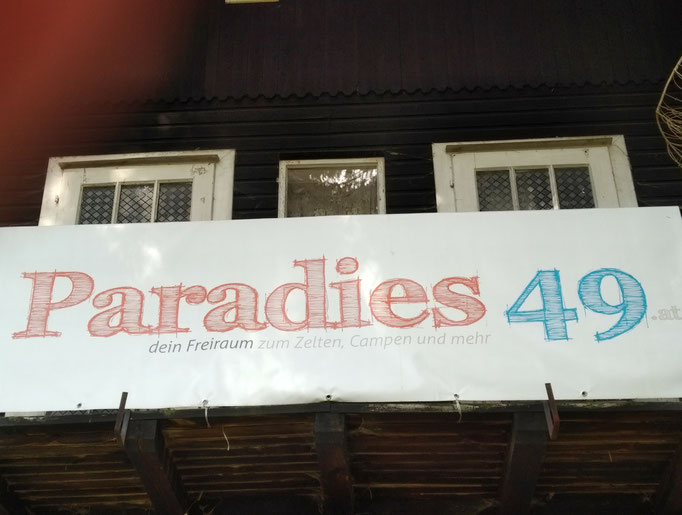 Paradies 49.at
dein Freiraum zum Zelten, Campen und mehr